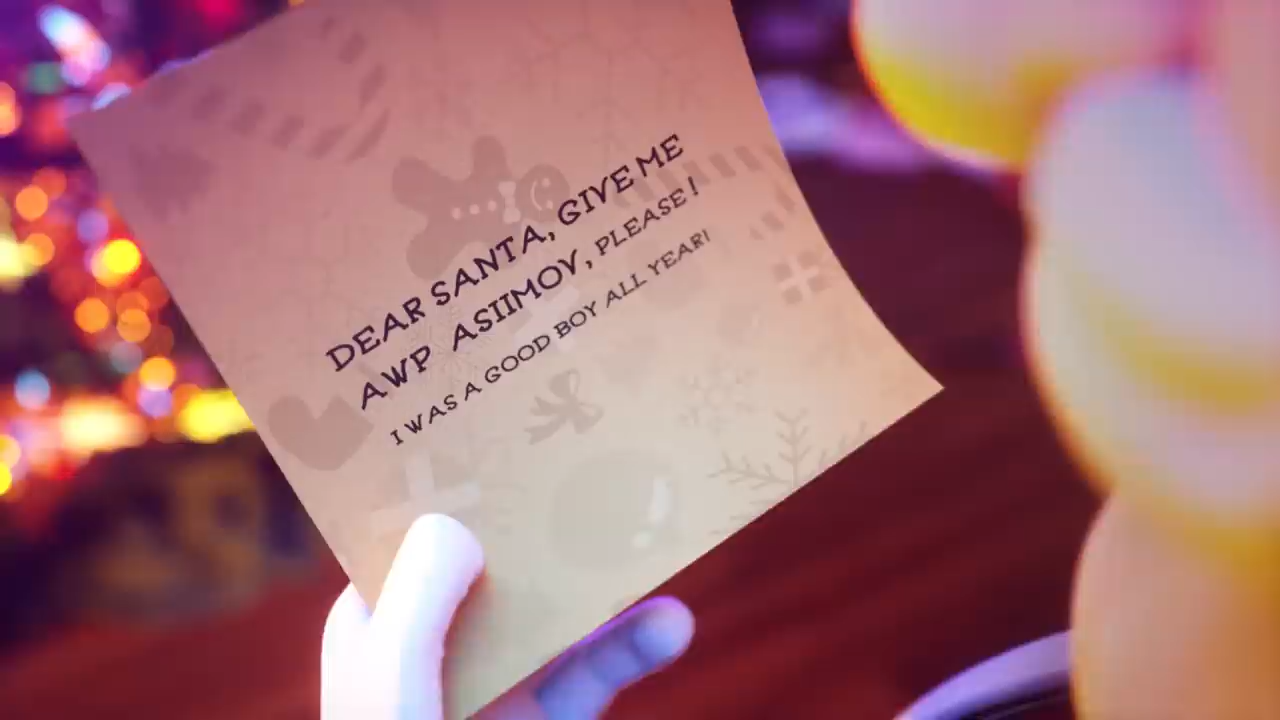 DEAR SANTA, GIVE ME
AWP ASIIMOV, PLEASE!
I WAS A GOOD BOY ALL YEAR!